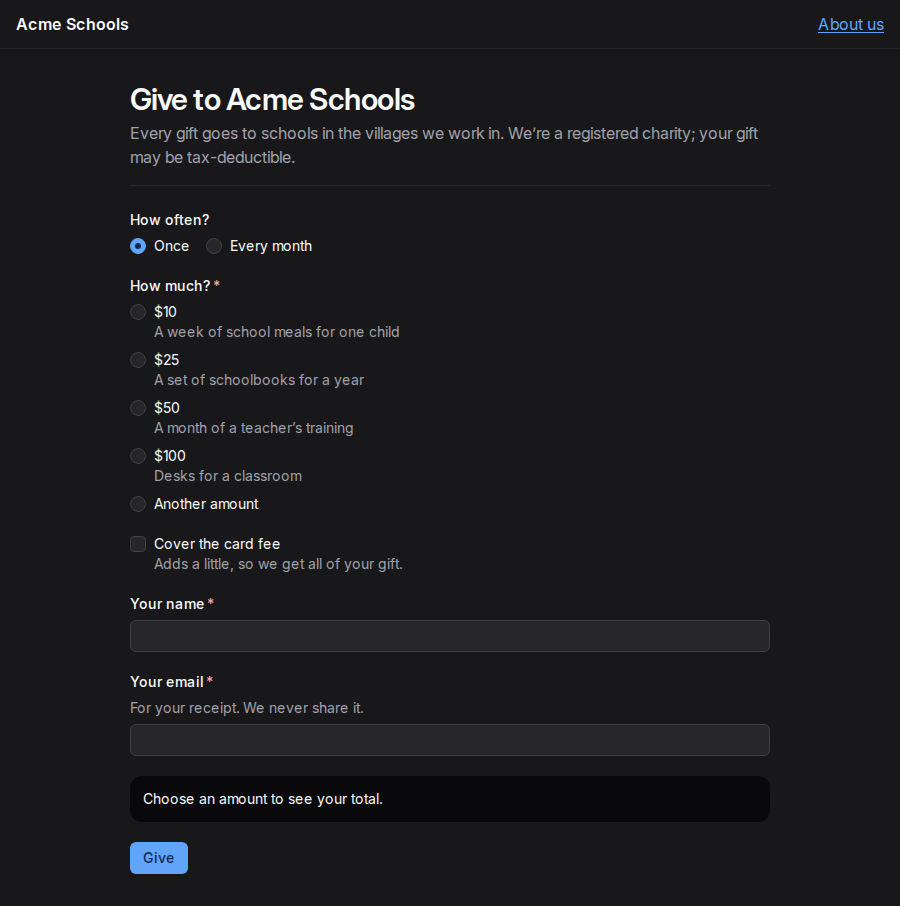 Acme Schools
About us
Give to Acme Schools
Every gift goes to schools in the villages we work in. We’re a registered charity; your gift
may be tax-deductible.
How often?
Once
Every month
How much? *
$10
A week of school meals for one child
$25
A set of schoolbooks for a year
$50
A month of a teacher’s training
$100
Desks for a classroom
Another amount
Cover the card fee
Adds a little, so we get all of your gift.
Your name *
Your email *
For your receipt. We never share it.
Choose an amount to see your total.
Give